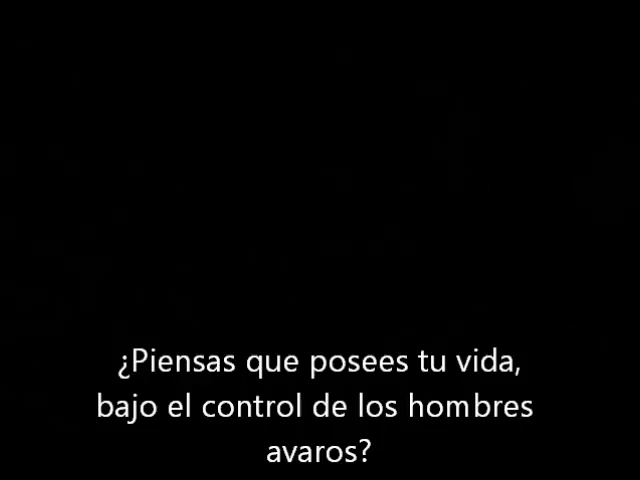 ¿Piensas que posees tu vida,
bajo el control de los hombres
avaros?